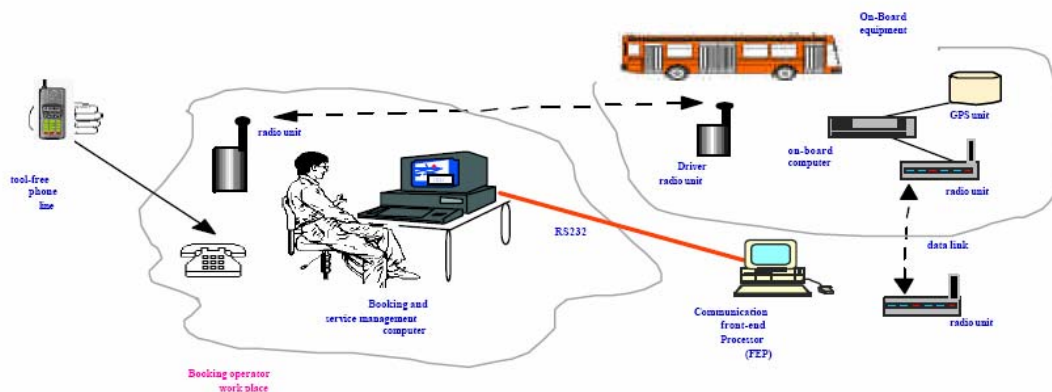 On-Board
equipment
GPS unit
radio unit
on-board
computer
Driver
radio unit
radio unit
tool-free
phone
line
RS232
data link
Booking and
service management
computer
Communication
front-end
Processor
(FEP)
radio unit
Booking operator
work place